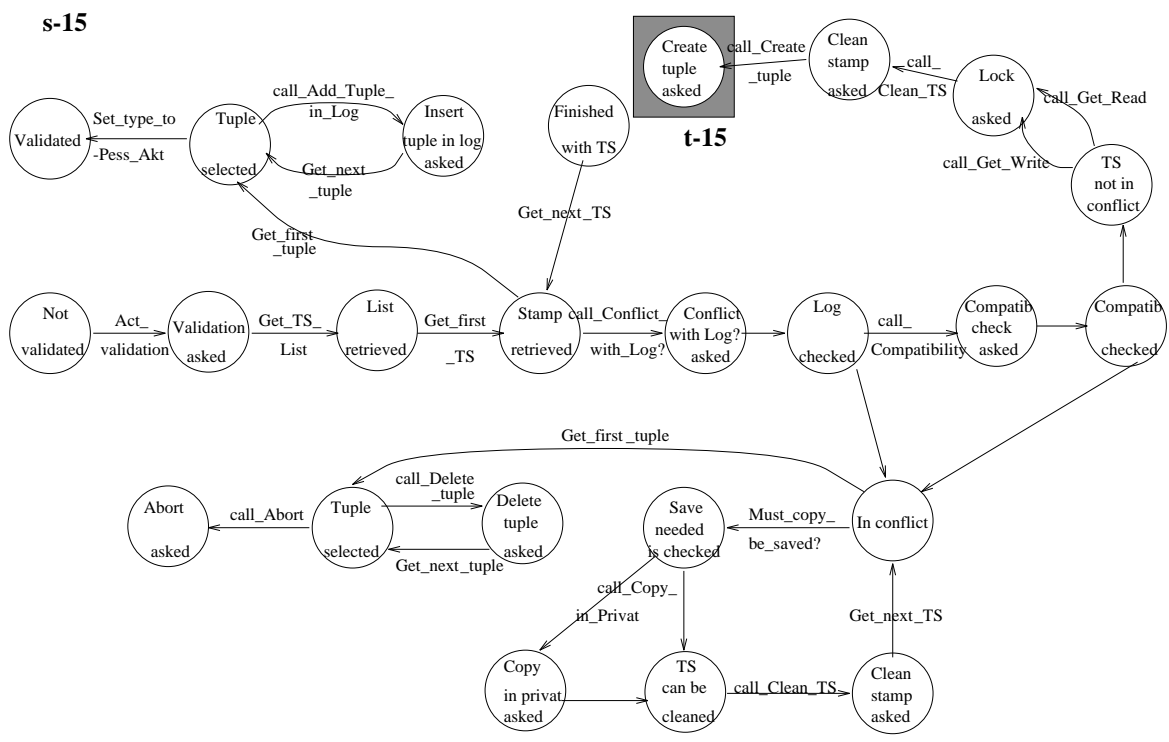 s-15
Create
tuple
asked
t-15
call_Create
_tuple
Clean
stamp
asked
call_
Clean_TS
Lock
asked
call_Get_Read
call_Get_Write
TS
not in
conflict
Validated
Set_type_to
-Pess_Akt
Tuple
selected
call_Add_Tuple_
in_Log
Get_next
_tuple
Insert
tuple in log
asked
Finished
with TS
Get_next_TS
Get_first
_tuple
Not
validated
Act_
validation
Validation
asked
Get_TS_
List
List
retrieved
Get_first
_TS
Stamp
retrieved
call_Conflict_
with_Log?
Conflict
with Log?
asked
Log
checked
call_
Compatibility
Compatib
check
asked
Compatib
checked
Get_first_tuple
Abort
asked
call_Abort
Tuple
selected
call_Delete
_tuple
Get_next_tuple
Delete
tuple
asked
Save
needed
is checked
Must_copy_
be_saved?
In conflict
call_Copy_
in_Privat
Get_next_TS
Copy
in privat
asked
TS
can be
cleaned
call_Clean_TS
Clean
stamp
asked